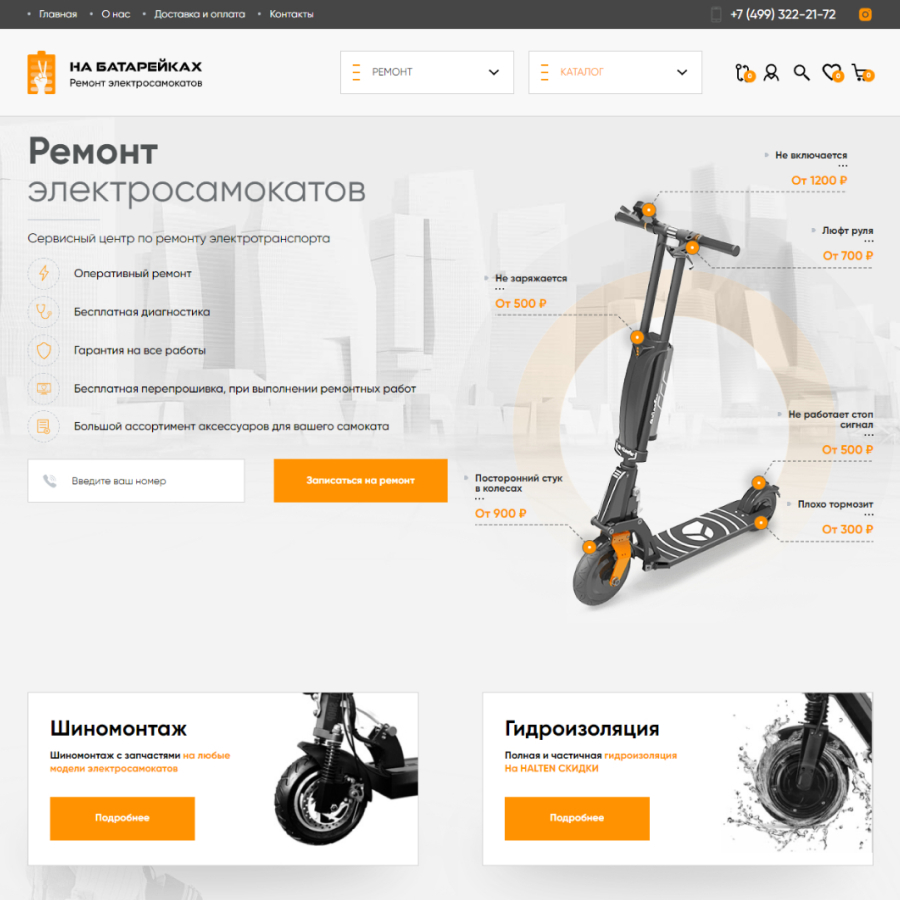 Главная О нас Доставка и оплата Контакты +7 (499) 322-21-72
НА БАТАРЕЙКАХ
Ремонт электросамокатов
РЕМОНТ
КАТАЛОГ
0 0 0
Ремонт
электросамокатов
Сервисный центр по ремонту электротранспорта
Оперативный ремонт
Бесплатная диагностика
Гарантия на все работы
Бесплатная перепрошивка, при выполнении ремонтных работ
Большой ассортимент аксессуаров для вашего самоката
Введите ваш номер
Записаться на ремонт
Не включается
...
От 1200 ₽
Люфт руля
...
От 700 ₽
Не заряжается
...
От 500 ₽
Не работает стоп
сигнал
...
От 500 ₽
Посторонний стук
в колесах
...
От 900 ₽
Плохо тормозит
...
От 300 ₽
Шиномонтаж
Шиномонтаж с запчастями на любые
модели электросамокатов
Подробнее
Гидроизоляция
Полная и частичная гидроизоляция
На HALTEN СКИДКИ
Подробнее